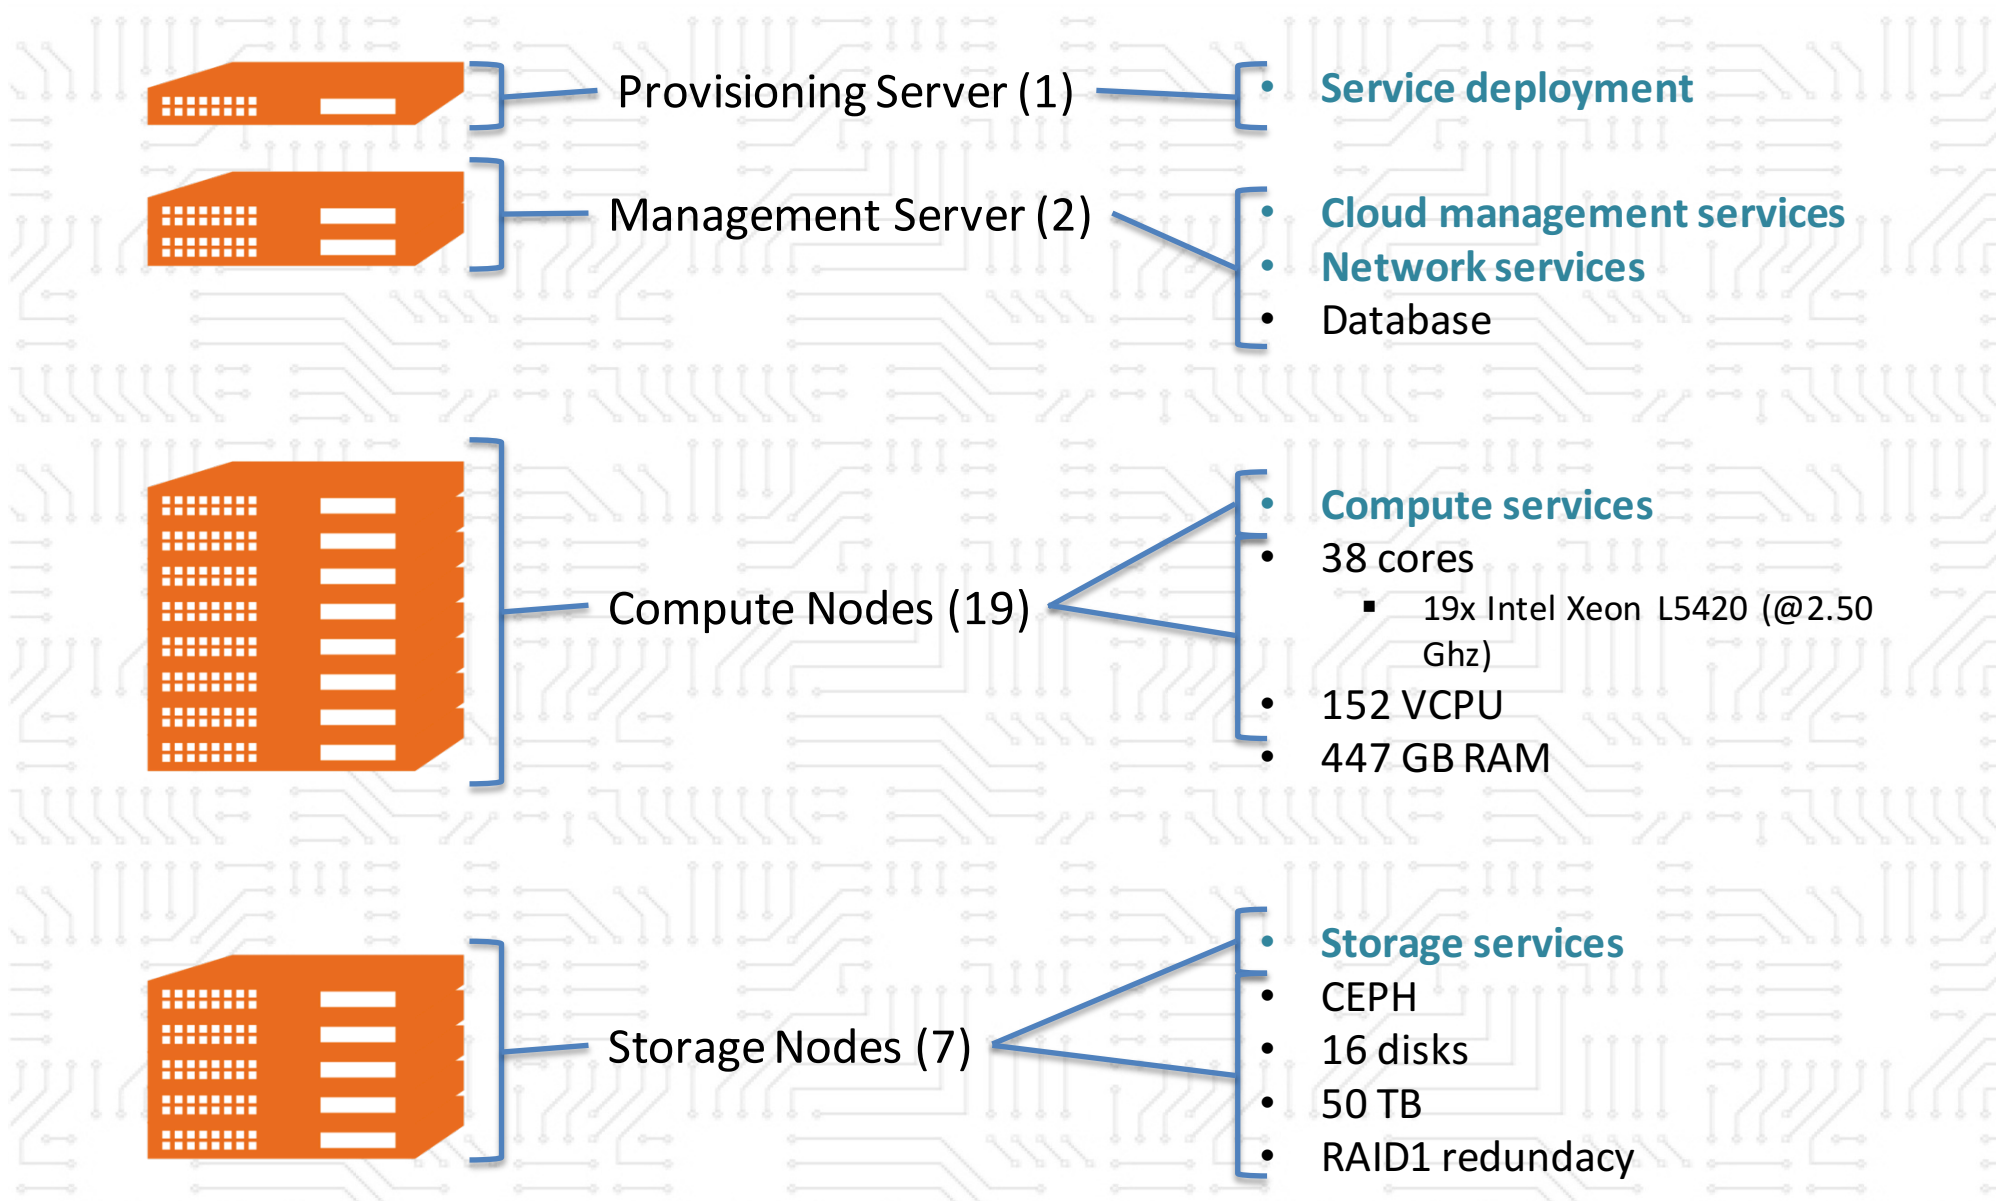 Provisioning Server (1)
• Service deployment
Management Server (2)
• Cloud management services
• Network services
• Database
Compute Nodes (19)
• Compute services
• 38 cores
▪ 19x Intel Xeon L5420 (@2.50
Ghz)
• 152 VCPU
• 447 GB RAM
Storage Nodes (7)
• Storage services
• CEPH
• 16 disks
• 50 TB
• RAID1 redundacy